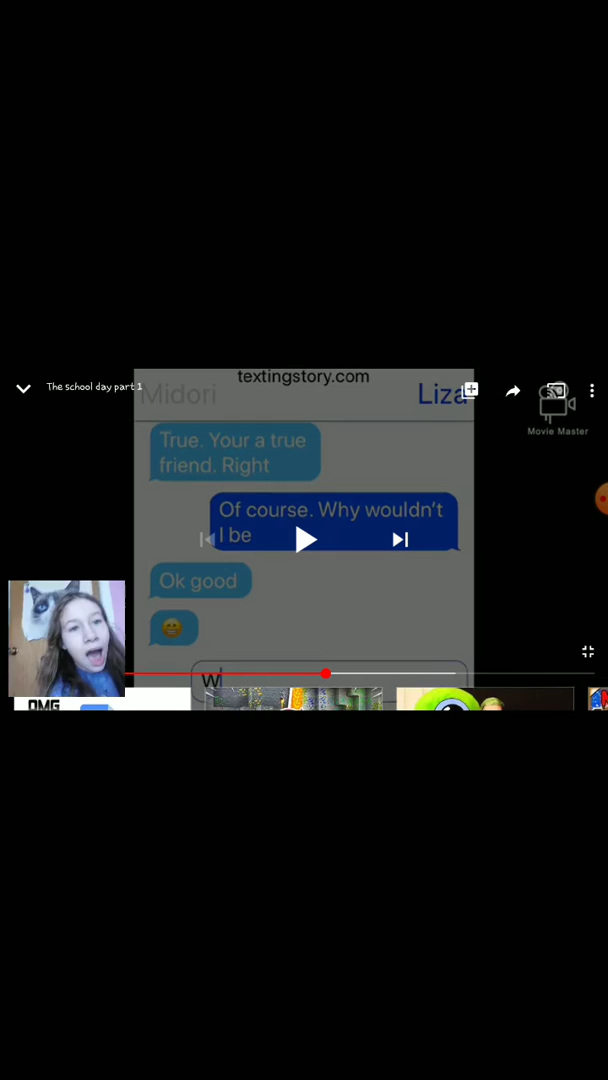 textingstory.com
The school day part 1
Midori
Liza
Movie Master
True. Your a true
friend. Right
Of course. Why wouldn't
I be
Ok good
😁
W
OMG